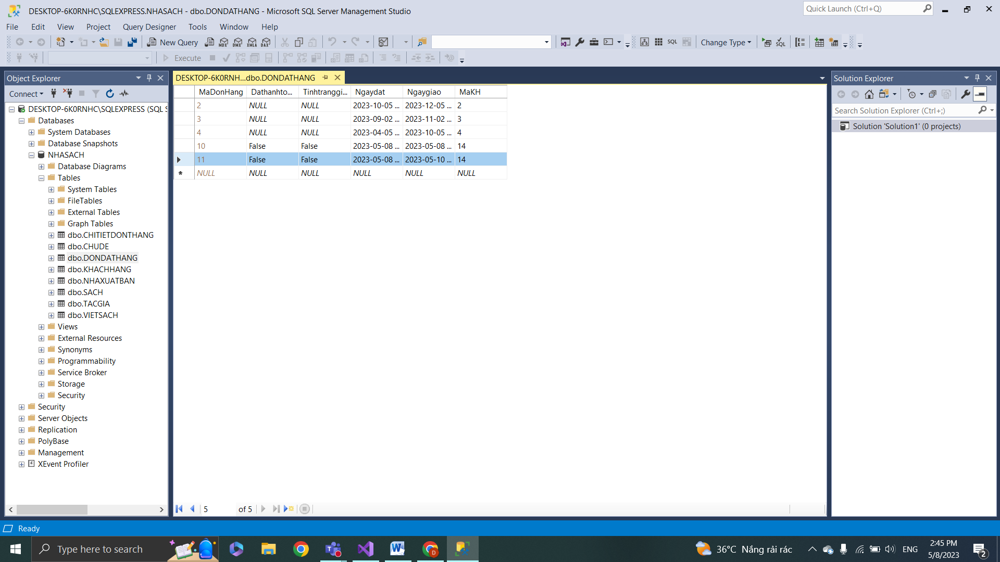 DESKTOP-6K0RNHC\SQLEXPRESS.NHASACH - dbo.DONDATHANG - Microsoft SQL Server Management Studio
Quick Launch (Ctrl+Q)
File Edit View Project Query Designer Tools Window Help
New Query MDX DMX XMLA DAX SQL Change Type SQL
Execute
Object Explorer
Connect
DESKTOP-6K0RNHC\SQLEXPRESS (SQL S
Databases
System Databases
Database Snapshots
NHASACH
Database Diagrams
Tables
System Tables
FileTables
External Tables
Graph Tables
dbo.CHITIETDONTHANG
dbo.CHUDE
dbo.DONDATHANG
dbo.KHACHHANG
dbo.NHAXUATBAN
dbo.SACH
dbo.TACGIA
dbo.VIETSACH
Views
External Resources
Synonyms
Programmability
Service Broker
Storage
Security
Security
Server Objects
Replication
PolyBase
Management
XEvent Profiler
DESKTOP-6K0RNH...dbo.DONDATHANG
MaDonHang Dathanhto... Tinhtranggi... Ngaydat Ngaygiao MaKH
2 NULL NULL 2023-10-05 ... 2023-12-05 ... 2
3 NULL NULL 2023-09-02 ... 2023-11-02 ... 3
4 NULL NULL 2023-04-05 ... 2023-10-05 ... 4
10 False False 2023-05-08 ... 2023-05-08 ... 14
11 False False 2023-05-08 ... 2023-05-10 ... 14
* NULL NULL NULL NULL NULL NULL
5 of 5
Solution Explorer
Search Solution Explorer (Ctrl+;)
Solution 'Solution1' (0 projects)
Ready
Type here to search
36°C Nắng rải rác
ENG
2:45 PM
5/8/2023
2